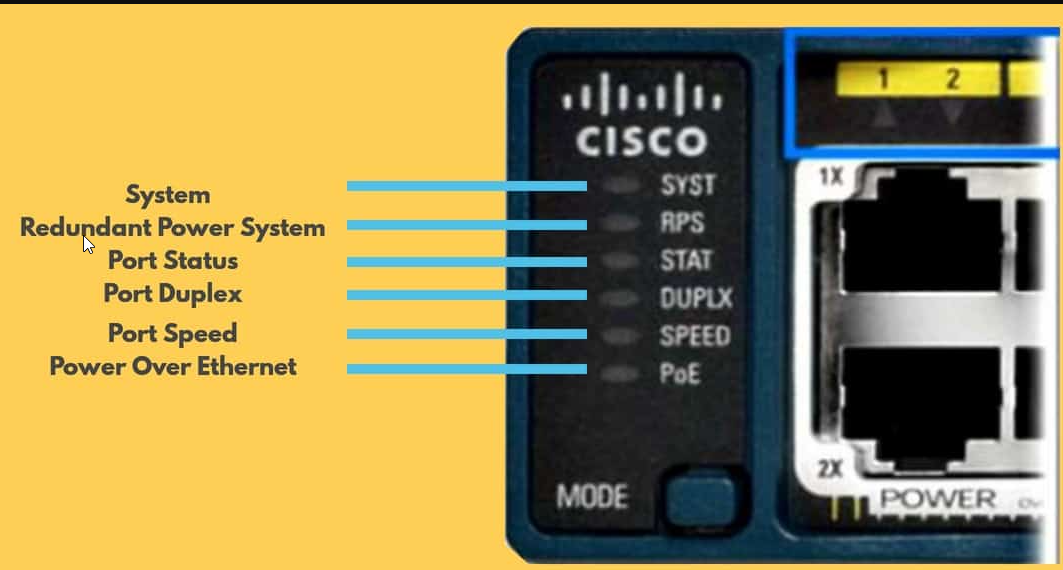 System
Redundant Power System
Port Status
Port Duplex
Port Speed
Power Over Ethernet
CISCO
SYST
RPS
STAT
DUPLX
SPEED
PoE
MODE
1 2
1X
2X
POWER